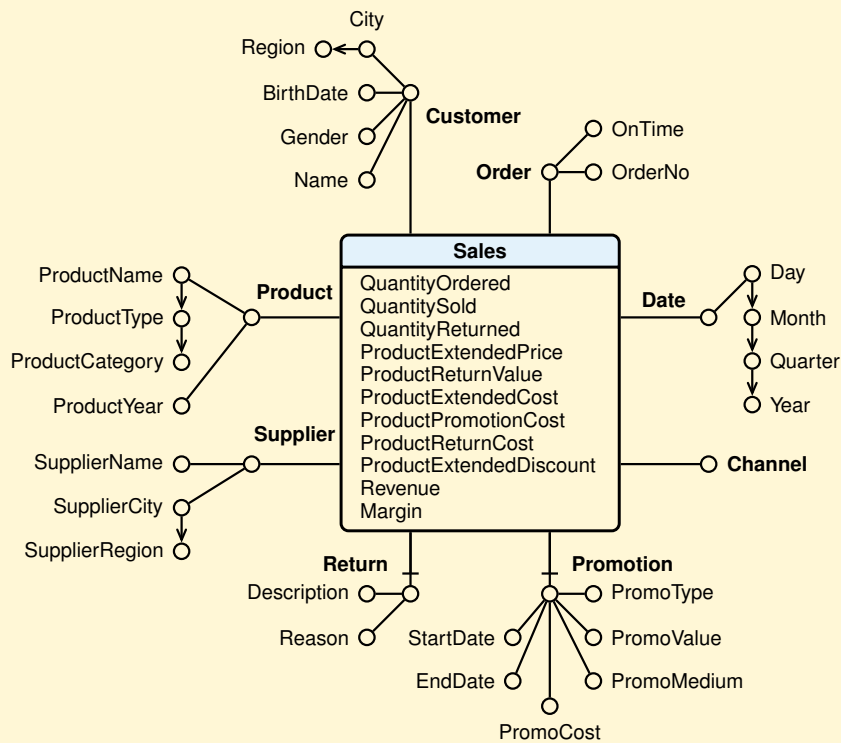 City
Region
BirthDate
Customer
Gender
Name
OnTime
Order
OrderNo
Sales
QuantityOrdered
QuantitySold
QuantityReturned
ProductExtendedPrice
ProductReturnValue
ProductExtendedCost
ProductPromotionCost
ProductReturnCost
ProductExtendedDiscount
Revenue
Margin
Product
ProductName
ProductType
ProductCategory
ProductYear
Date
Day
Month
Quarter
Year
Supplier
SupplierName
SupplierCity
SupplierRegion
Channel
Return
Description
Reason
Promotion
PromoType
StartDate
PromoValue
EndDate
PromoMedium
PromoCost